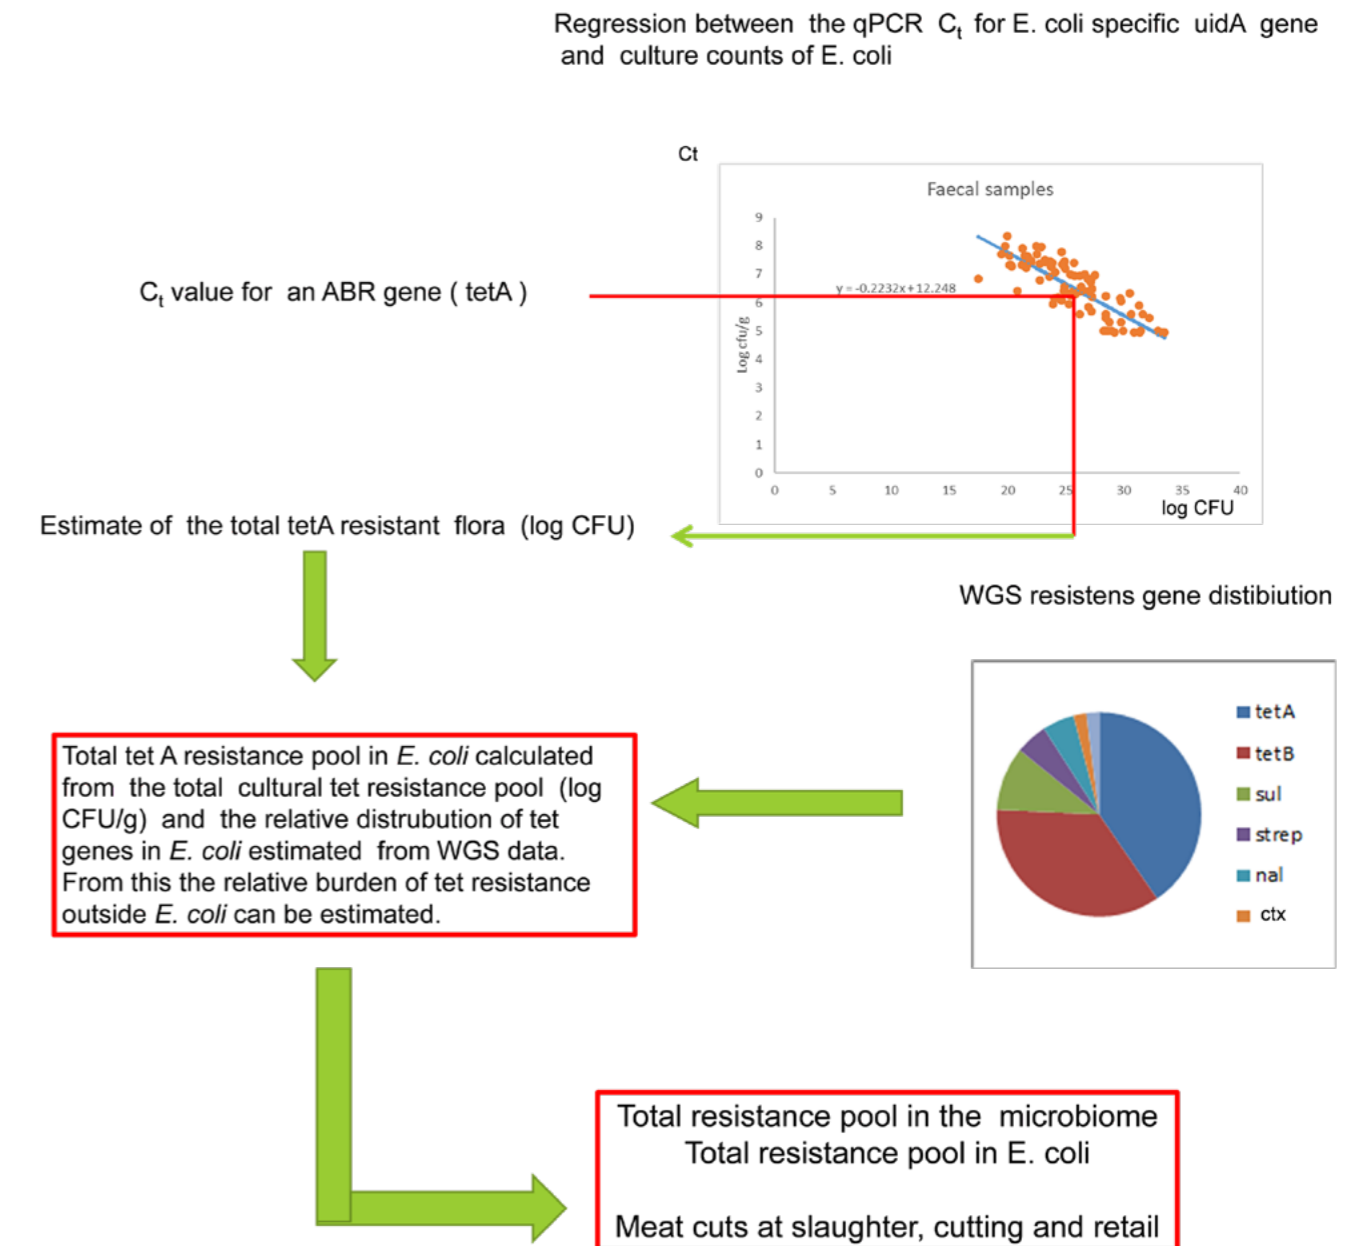 Regression between the qPCR Ct for E. coli specific uidA gene
and culture counts of E. coli
Ct
Faecal samples
9
8
7
6
5
4
3
2
1
0
Log cfu/g
y = -0.2232x+12.248
0 5 10 15 20 25 30 35 40
log CFU
Ct value for an ABR gene ( tetA )
Estimate of the total tetA resistant flora (log CFU)
WGS resistens gene distibiution
tetA
tetB
sul
strep
nal
ctx
Total tet A resistance pool in E. coli calculated
from the total cultural tet resistance pool (log
CFU/g) and the relative distrubution of tet
genes in E. coli estimated from WGS data.
From this the relative burden of tet resistance
outside E. coli can be estimated.
Total resistance pool in the microbiome
Total resistance pool in E. coli
Meat cuts at slaughter, cutting and retail